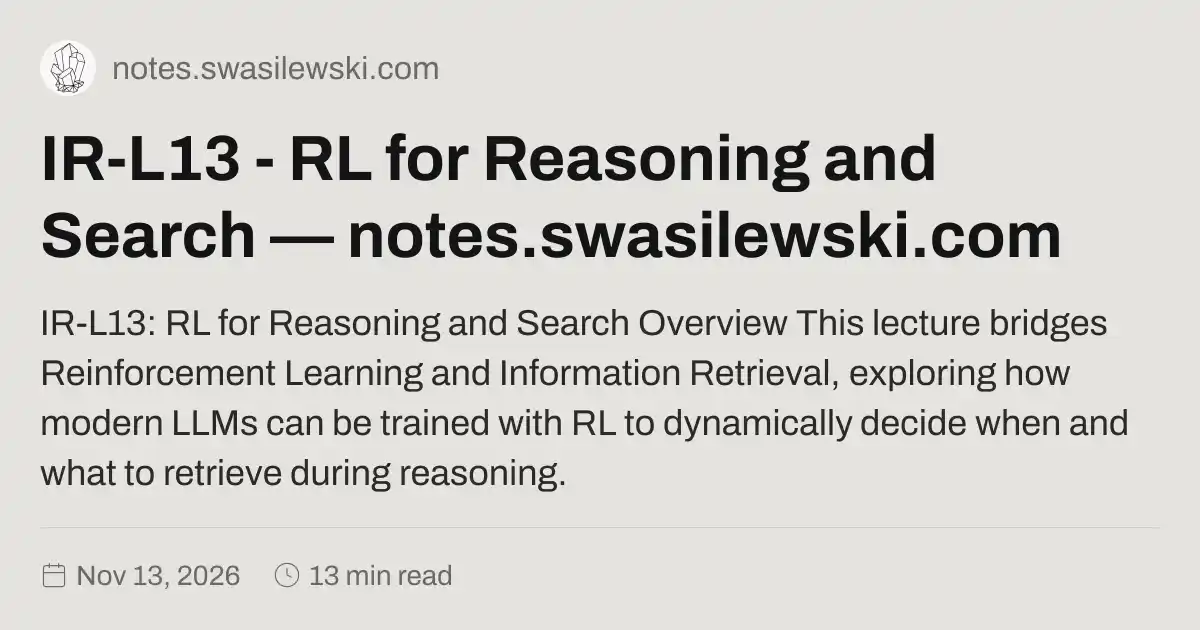 notes.swasilewski.com
IR-L13 - RL for Reasoning and
Search — notes.swasilewski.com
IR-L13: RL for Reasoning and Search Overview This lecture bridges
Reinforcement Learning and Information Retrieval, exploring how
modern LLMs can be trained with RL to dynamically decide when and
what to retrieve during reasoning.
Nov 13, 2026 13 min read